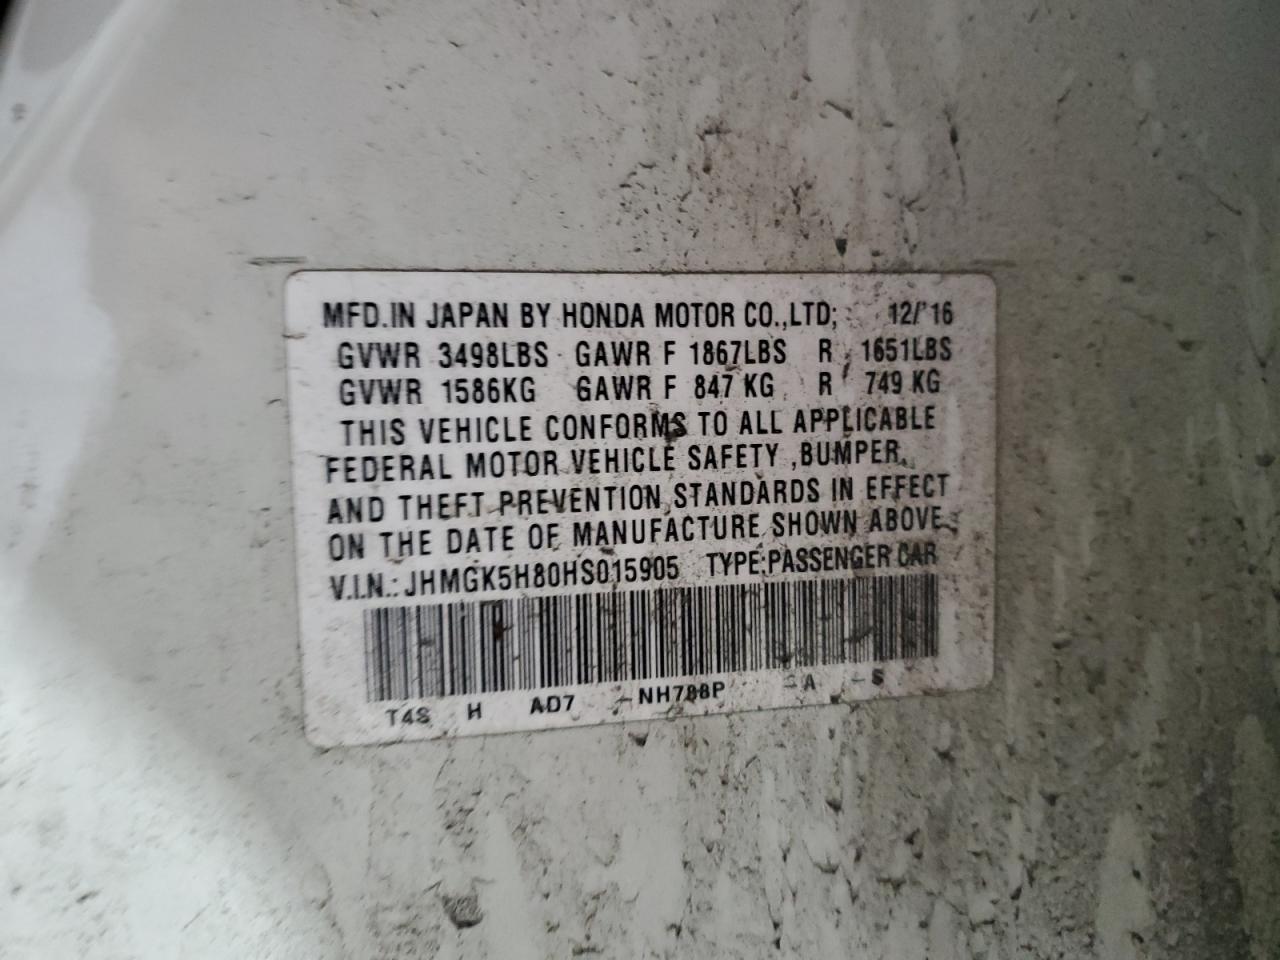 MFD.IN JAPAN BY HONDA MOTOR CO.,LTD; 12/'16
GVWR 3498LBS GAWR F 1867LBS R 1651LBS
GVWR 1586KG GAWR F 847 KG R 749 KG
THIS VEHICLE CONFORMS TO ALL APPLICABLE
FEDERAL MOTOR VEHICLE SAFETY ,BUMPER,
AND THEFT PREVENTION STANDARDS IN EFFECT
ON THE DATE OF MANUFACTURE SHOWN ABOVE.
V.I.N.: JHMGK5H80HS015905 TYPE:PASSENGER CAR
T4S H AD7 -NH788P -A -S